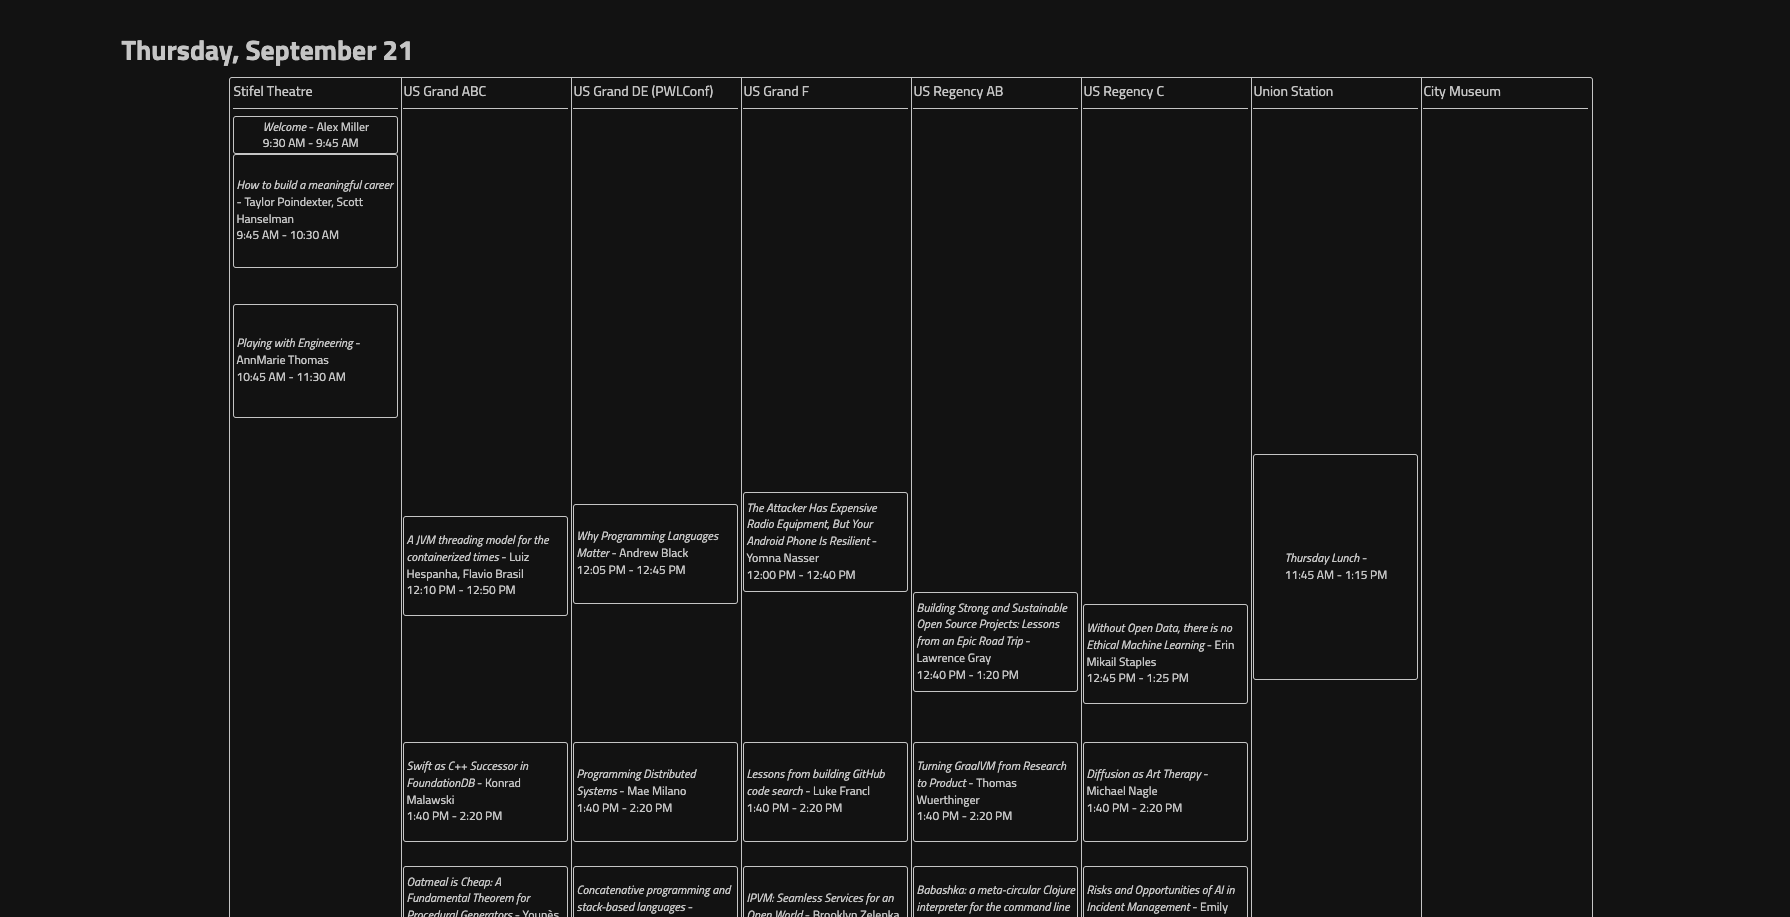 Thursday, September 21
Stifel Theatre
US Grand ABC
US Grand DE (PWLConf)
US Grand F
US Regency AB
US Regency C
Union Station
City Museum
Welcome - Alex Miller
9:30 AM - 9:45 AM
How to build a meaningful career
- Taylor Poindexter, Scott
Hanselman
9:45 AM - 10:30 AM
Playing with Engineering -
AnnMarie Thomas
10:45 AM - 11:30 AM
A JVM threading model for the
containerized times - Luiz
Hespanha, Flavio Brasil
12:10 PM - 12:50 PM
Why Programming Languages
Matter - Andrew Black
12:05 PM - 12:45 PM
The Attacker Has Expensive
Radio Equipment, But Your
Android Phone Is Resilient -
Yomna Nasser
12:00 PM - 12:40 PM
Building Strong and Sustainable
Open Source Projects: Lessons
from an Epic Road Trip -
Lawrence Gray
12:40 PM - 1:20 PM
Without Open Data, there is no
Ethical Machine Learning - Erin
Mikail Staples
12:45 PM - 1:25 PM
Thursday Lunch -
11:45 AM - 1:15 PM
Swift as C++ Successor in
FoundationDB - Konrad
Malawski
1:40 PM - 2:20 PM
Programming Distributed
Systems - Mae Milano
1:40 PM - 2:20 PM
Lessons from building GitHub
code search - Luke Francl
1:40 PM - 2:20 PM
Turning GraalVM from Research
to Product - Thomas
Wuerthinger
1:40 PM - 2:20 PM
Diffusion as Art Therapy -
Michael Nagle
1:40 PM - 2:20 PM
Oatmeal is Cheap: A
Fundamental Theorem for
Procedural Generators - Younès
Concatenative programming and
stack-based languages -
IPVM: Seamless Services for an
Open World - Brooklyn Zelenka
Babashka: a meta-circular Clojure
interpreter for the command line
Risks and Opportunities of AI in
Incident Management - Emily